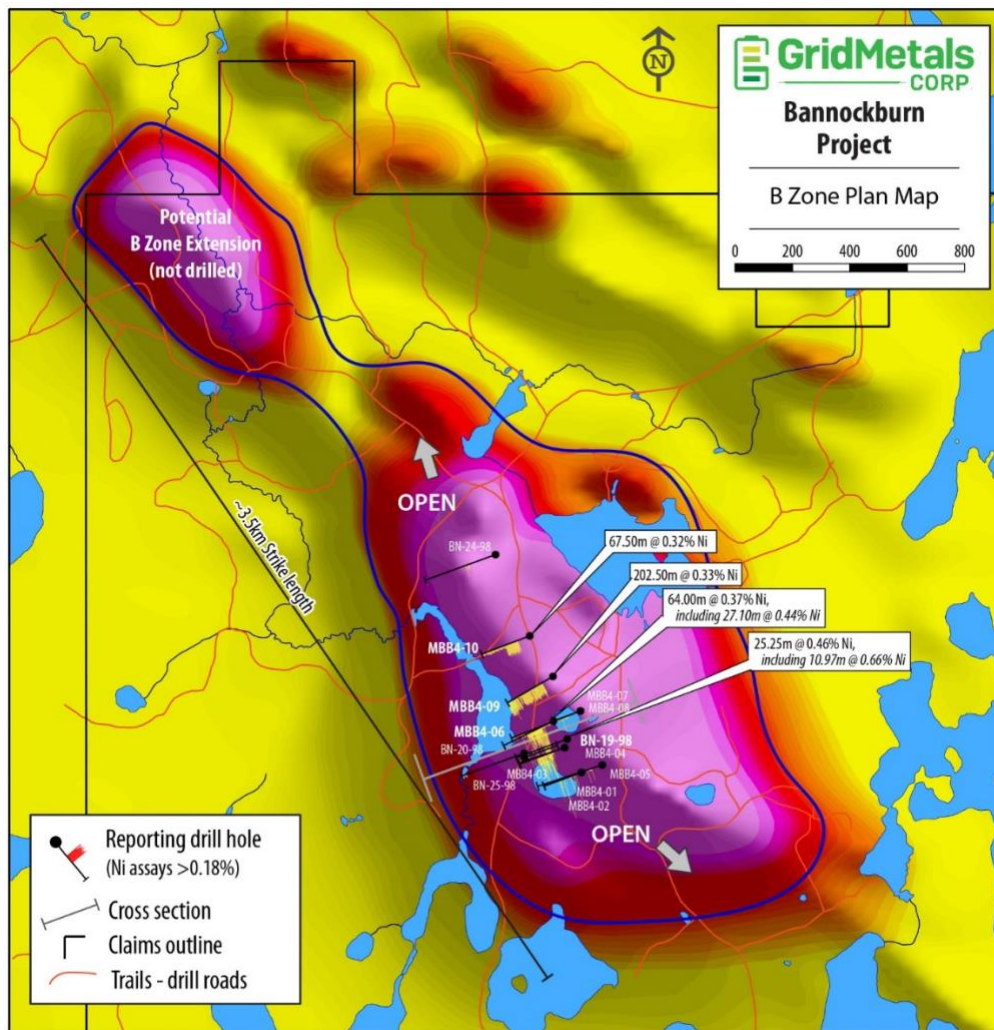 N
GridMetals
CORP.
Bannockburn
Project
B Zone Plan Map
0 200 400 600 800
Potential
B Zone Extension
(not drilled)
~3.5km Strike length
OPEN
BN-24-98
67.50m @ 0.32% Ni
202.50m @ 0.33% Ni
64.00m @ 0.37% Ni,
including 27.10m @ 0.44% Ni
25.25m @ 0.46% Ni,
including 10.97m @ 0.66% Ni
MBB4-10
MBB4-09
MBB4-07
MBB4-08
MBB4-06
BN-19-98
BN-20-98
MBB4-04
MBB4-03
MBB4-05
BN-25-98
MBB4-01
MBB4-02
OPEN
Reporting drill hole
(Ni assays >0.18%)
Cross section
Claims outline
Trails - drill roads